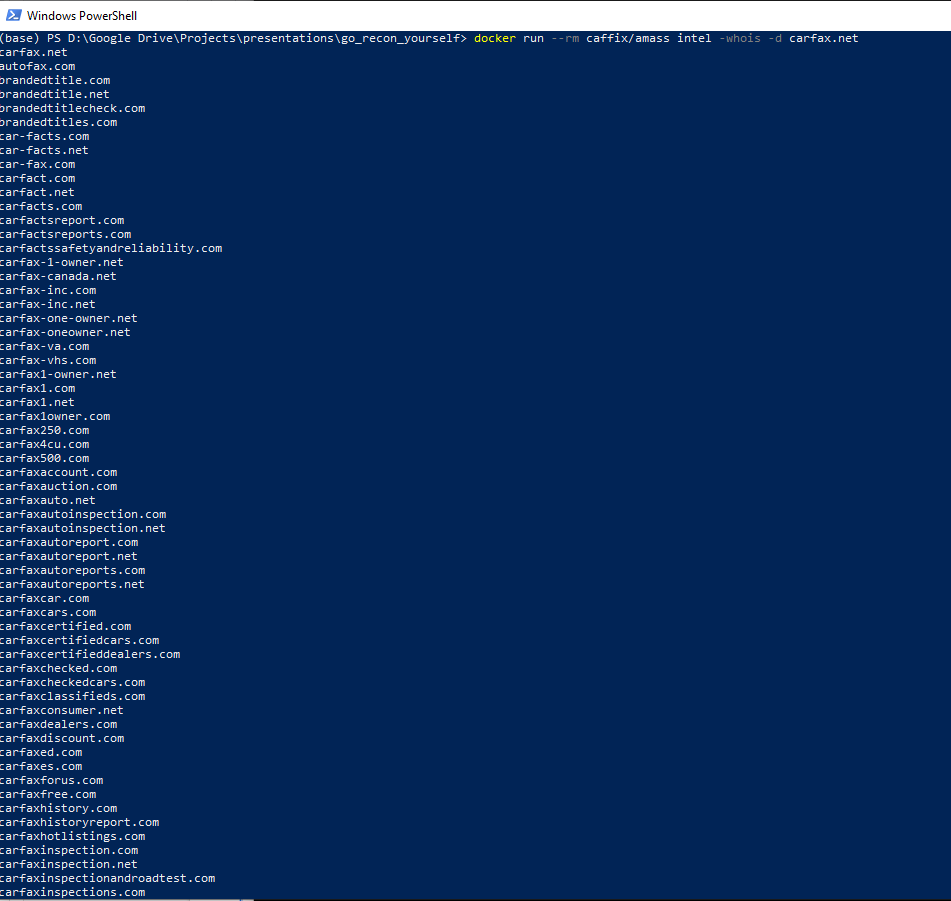 Windows PowerShell
(base) PS D:\Google Drive\Projects\presentations\go_recon_yourself> docker run --rm caffix/amass intel -whois -d carfax.net
carfax.net
autofax.com
brandedtitle.com
brandedtitle.net
brandedtitlecheck.com
brandedtitles.com
car-facts.com
car-facts.net
car-fax.com
carfact.com
carfact.net
carfacts.com
carfactsreport.com
carfactsreports.com
carfactssafetyandreliability.com
carfax-1-owner.net
carfax-canada.net
carfax-inc.com
carfax-inc.net
carfax-one-owner.net
carfax-oneowner.net
carfax-va.com
carfax-vhs.com
carfax1-owner.net
carfax1.com
carfax1.net
carfax1owner.com
carfax250.com
carfax4cu.com
carfax500.com
carfaxaccount.com
carfaxauction.com
carfaxauto.net
carfaxautoinspection.com
carfaxautoinspection.net
carfaxautoreport.com
carfaxautoreport.net
carfaxautoreports.com
carfaxautoreports.net
carfaxcar.com
carfaxcars.com
carfaxcertified.com
carfaxcertifiedcars.com
carfaxcertifieddealers.com
carfaxchecked.com
carfaxcheckedcars.com
carfaxclassifieds.com
carfaxconsumer.net
carfaxdealers.com
carfaxdiscount.com
carfaxed.com
carfaxes.com
carfaxforus.com
carfaxfree.com
carfaxhistory.com
carfaxhistoryreport.com
carfaxhotlistings.com
carfaxinspection.com
carfaxinspection.net
carfaxinspectionandroadtest.com
carfaxinspections.com